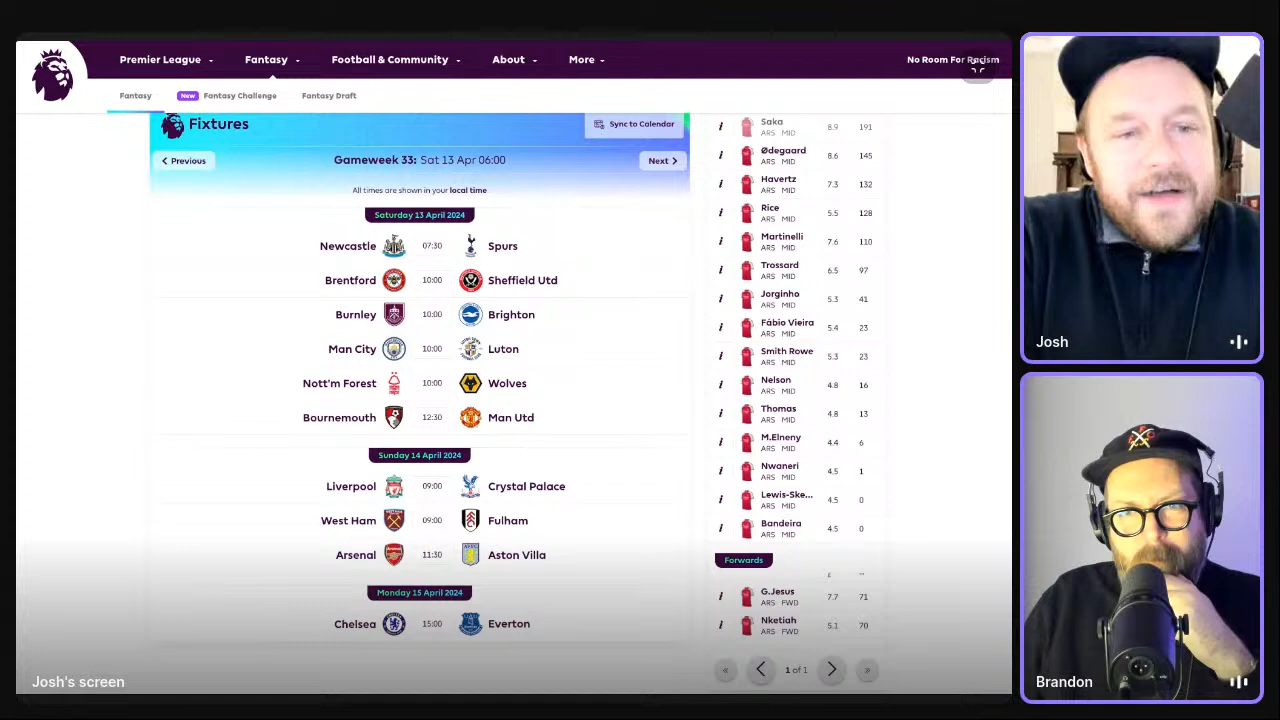 Premier League
Fantasy
Football & Community
About
More
No Room For Racism
Fantasy
New
Fantasy Challenge
Fantasy Draft
Fixtures
Sync to Calendar
Previous
Gameweek 33: Sat 13 Apr 06:00
Next
All times are shown in your local time
Saturday 13 April 2024
Newcastle 07:30 Spurs
Brentford 10:00 Sheffield Utd
Burnley 10:00 Brighton
Man City 10:00 Luton
Nott'm Forest 10:00 Wolves
Bournemouth 12:30 Man Utd
Sunday 14 April 2024
Liverpool 09:00 Crystal Palace
West Ham 09:00 Fulham
Arsenal 11:30 Aston Villa
Monday 15 April 2024
Chelsea 15:00 Everton
Saka 8.9 191
ARS MID
Ødegaard 8.6 145
ARS MID
Havertz 7.3 132
ARS MID
Rice 5.5 128
ARS MID
Martinelli 7.6 110
ARS MID
Trossard 6.5 97
ARS MID
Jorginho 5.3 41
ARS MID
Fábio Vieira 5.4 23
ARS MID
Smith Rowe 5.3 23
ARS MID
Nelson 4.8 16
ARS MID
Thomas 4.8 13
ARS MID
M.Elneny 4.4 6
ARS MID
Nwaneri 4.5 1
ARS MID
Lewis-Ske... 4.5 0
ARS MID
Bandeira 4.5 0
ARS MID
Forwards
£ **
G.Jesus 7.7 71
ARS FWD
Nketiah 5.1 70
ARS FWD
1 of 1
Josh's screen
Josh
Brandon